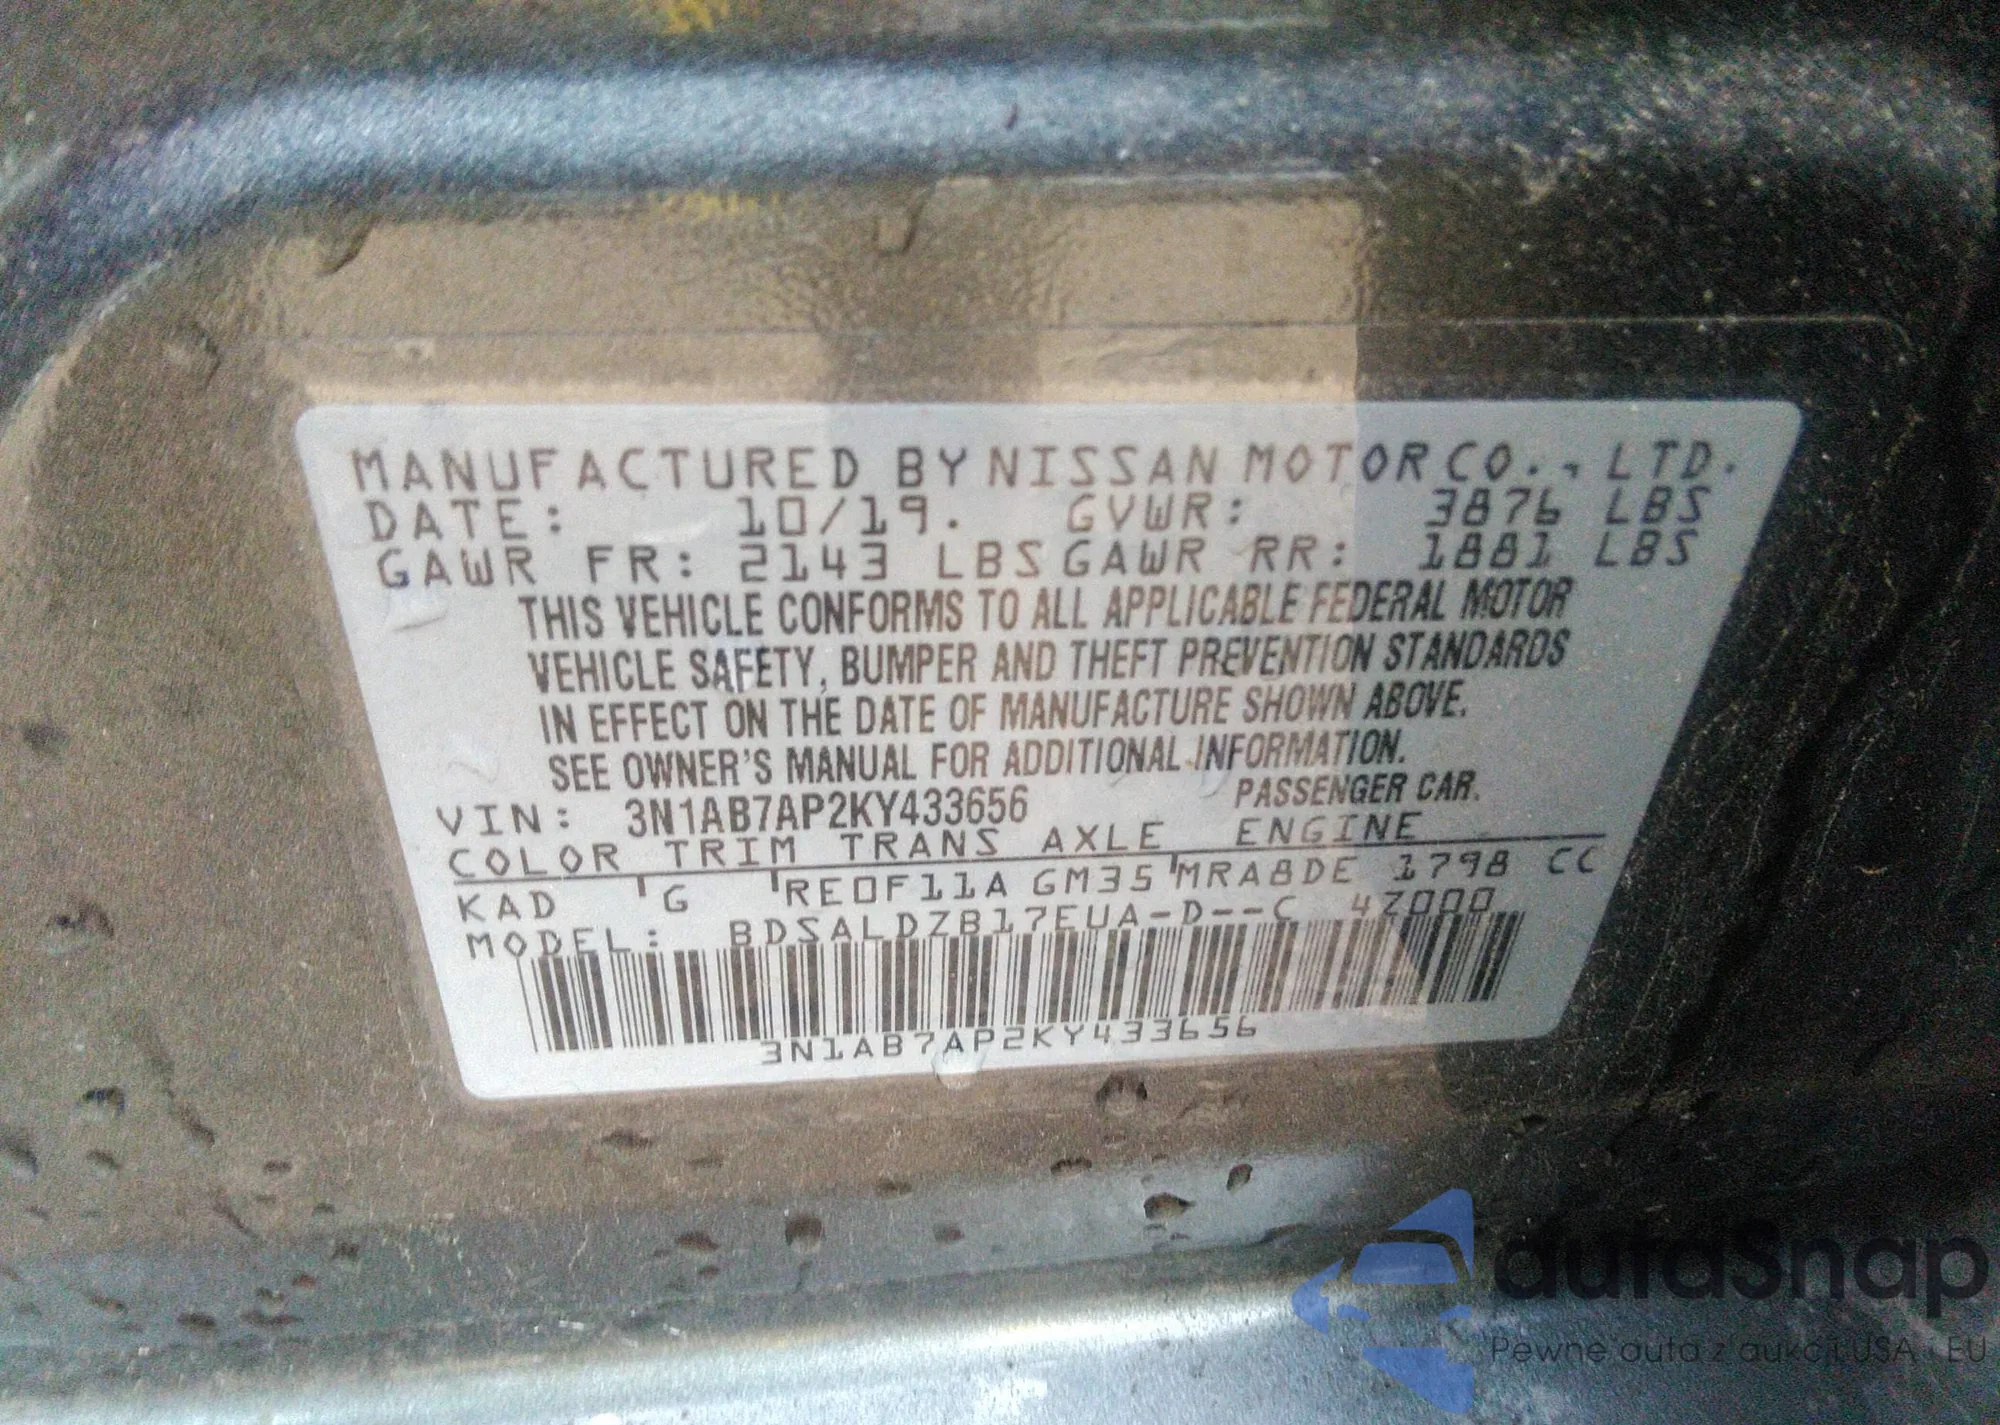 MANUFACTURED BY NISSAN MOTOR CO., LTD.
DATE: 10/19. GVWR: 3876 LBS
GAWR FR: 2143 LBS GAWR RR: 1881 LBS
THIS VEHICLE CONFORMS TO ALL APPLICABLE FEDERAL MOTOR
VEHICLE SAFETY, BUMPER AND THEFT PREVENTION STANDARDS
IN EFFECT ON THE DATE OF MANUFACTURE SHOWN ABOVE.
SEE OWNER'S MANUAL FOR ADDITIONAL INFORMATION.
VIN: 3N1AB7AP2KY433656 PASSENGER CAR.
COLOR TRIM TRANS AXLE ENGINE
KAD G RE0F11A GM35 MRA8DE 1798 CC
MODEL: BDSALDZB17EUA-D--C 4Z000
3N1AB7AP2KY433656
autaSnap
Pewne auta z aukcji USA i EU